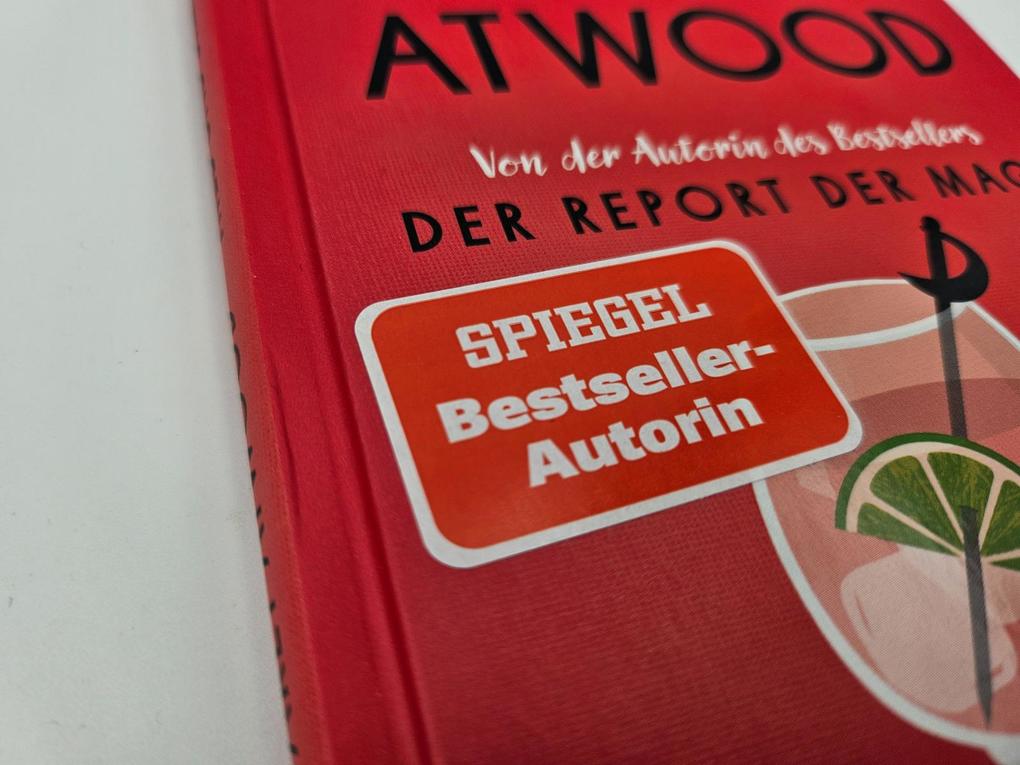 ATWOOD
Von der Autorin des Bestsellers
DER REPORT DER MAG
SPIEGEL
Bestseller-
Autorin